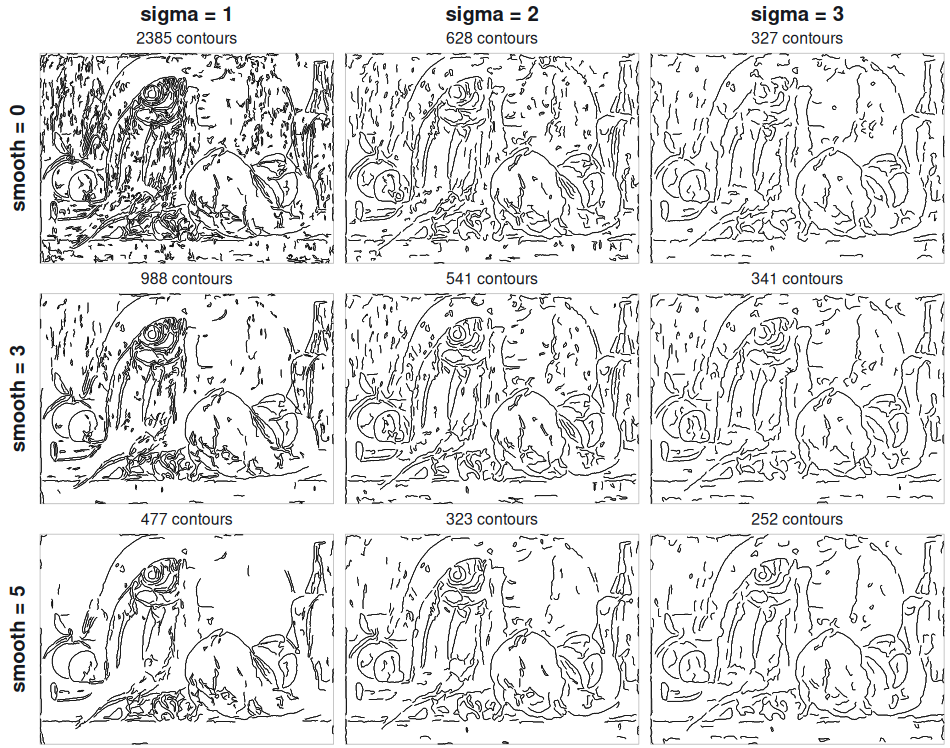 sigma = 1
sigma = 2
sigma = 3
2385 contours
628 contours
327 contours
smooth = 0
988 contours
541 contours
341 contours
smooth = 3
477 contours
323 contours
252 contours
smooth = 5